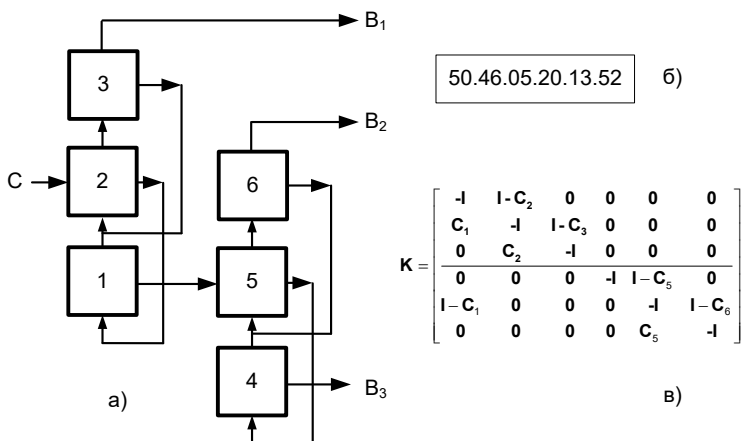 B1
50.46.05.20.13.52 б)
3
B2
C 2 6
-I I-C2 0 0 0 0
C1 -I I-C3 0 0 0
0 C2 -I 0 0 0
K =
0 0 0 -I I–C5 0
I–C1 0 0 0 -I I–C6
0 0 0 0 C5 -I
1 5
4 B3
а) в)